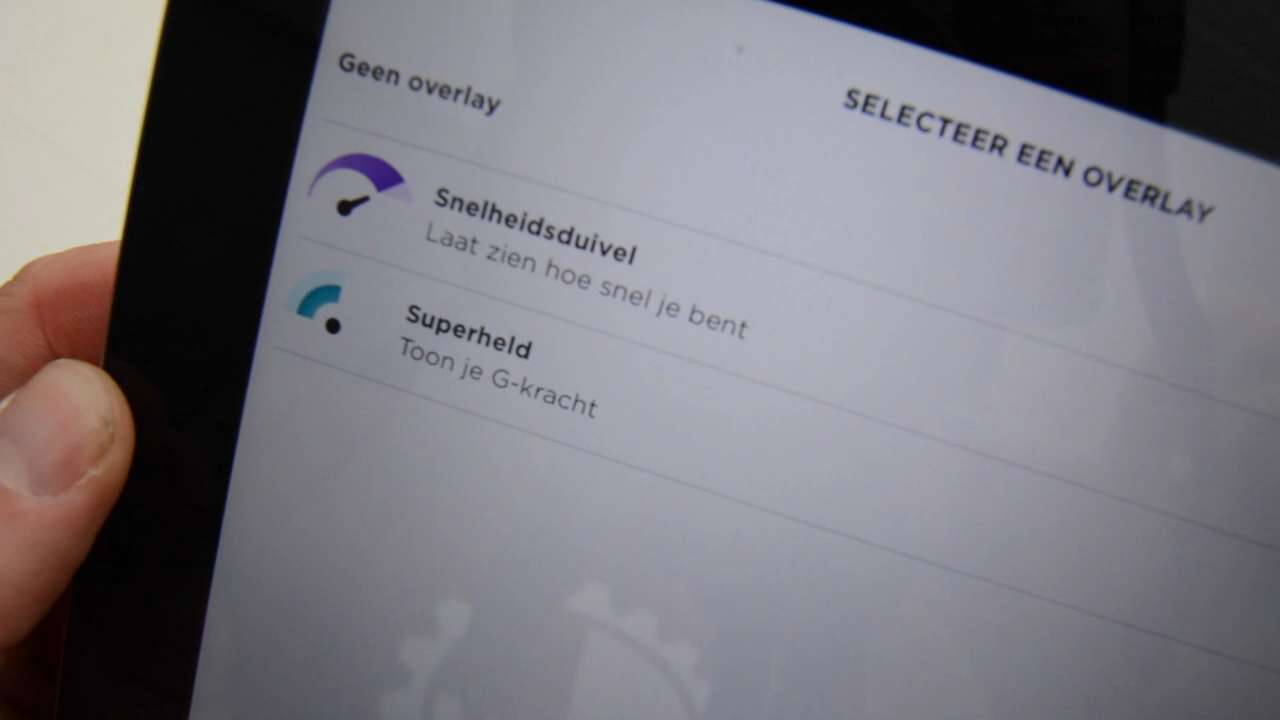 SELECTEER EEN OVERLAY
Geen overlay
Snelheidsduivel
Laat zien hoe snel je bent
Superheld
Toon je G-kracht